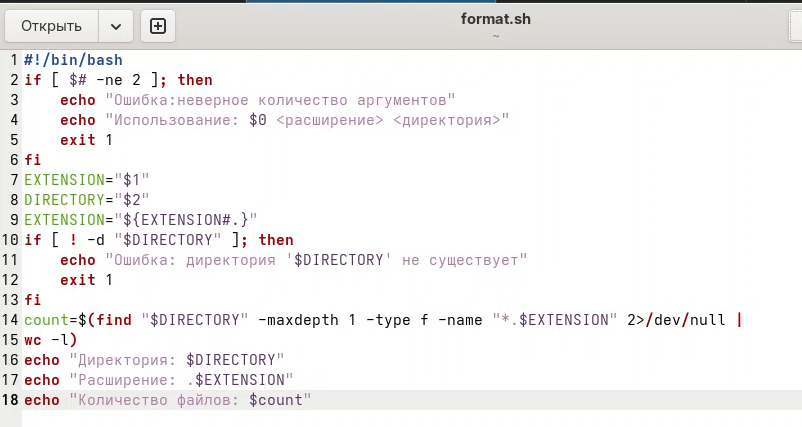 Открыть
format.sh
~
1 #!/bin/bash
2 if [ $# -ne 2 ]; then
3     echo "Ошибка:неверное количество аргументов"
4     echo "Использование: $0 <расширение> <директория>"
5     exit 1
6 fi
7 EXTENSION="$1"
8 DIRECTORY="$2"
9 EXTENSION="${EXTENSION#.}"
10 if [ ! -d "$DIRECTORY" ]; then
11     echo "Ошибка: директория '$DIRECTORY' не существует"
12     exit 1
13 fi
14 count=$(find "$DIRECTORY" -maxdepth 1 -type f -name "*.$EXTENSION" 2>/dev/null |
15 wc -l)
16 echo "Директория: $DIRECTORY"
17 echo "Расширение: .$EXTENSION"
18 echo "Количество файлов: $count"